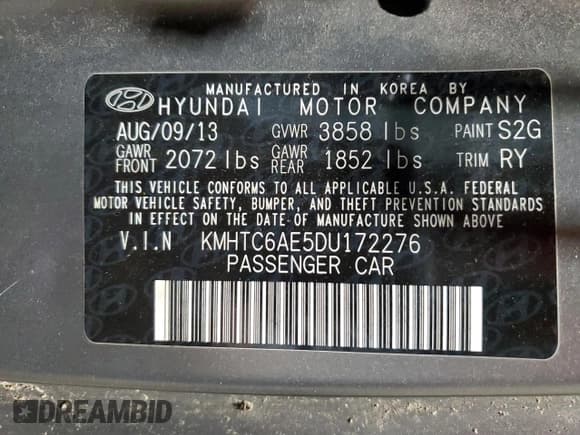 MANUFACTURED IN KOREA BY
HYUNDAI MOTOR COMPANY
AUG/09/13 GVWR 3858 lbs PAINT S2G
GAWR FRONT 2072 lbs GAWR REAR 1852 lbs TRIM RY
THIS VEHICLE CONFORMS TO ALL APPLICABLE U.S.A. FEDERAL
MOTOR VEHICLE SAFETY, BUMPER, AND THEFT PREVENTION STANDARDS
IN EFFECT ON THE DATE OF MANUFACTURE SHOWN ABOVE
V.I.N KMHTC6AE5DU172276
PASSENGER CAR
DREAMBID